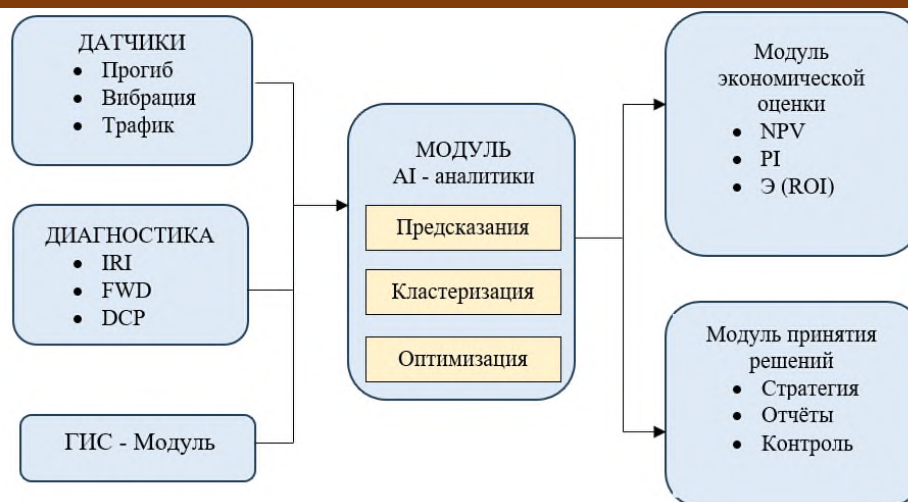 ДАТЧИКИ
• Прогиб
• Вибрация
• Трафик
ДИАГНОСТИКА
• IRI
• FWD
• DCP
ГИС - Модуль
МОДУЛЬ
AI - аналитики
Предсказания
Кластеризация
Оптимизация
Модуль
экономической
оценки
• NPV
• PI
• Э (ROI)
Модуль принятия
решений
• Стратегия
• Отчёты
• Контроль